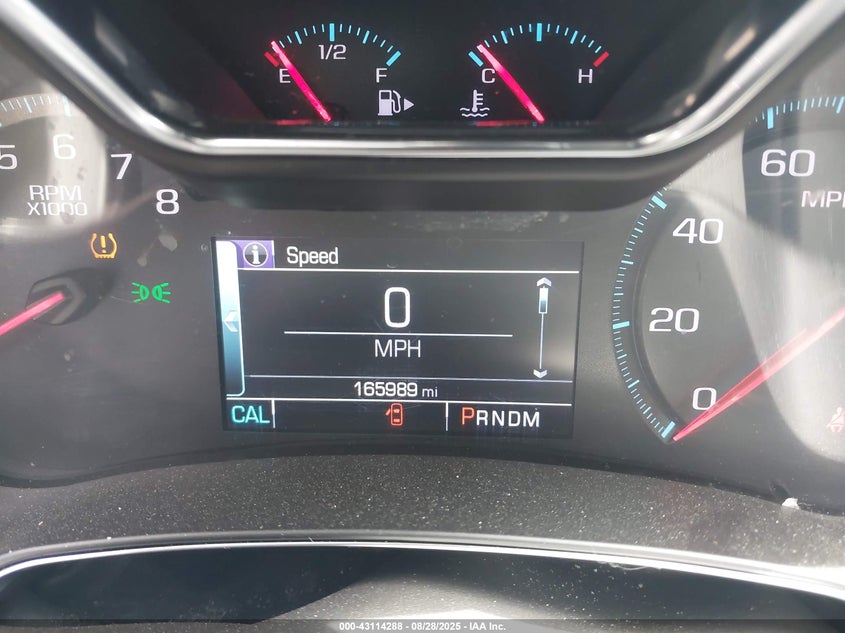 1/2
E F
C H
5 6 7 8
RPM
X1000
Speed
0
MPH
165989 mi
CAL
PRNDM
60
40
20
0
000-43114288 - 08/28/2025 - IAA Inc.